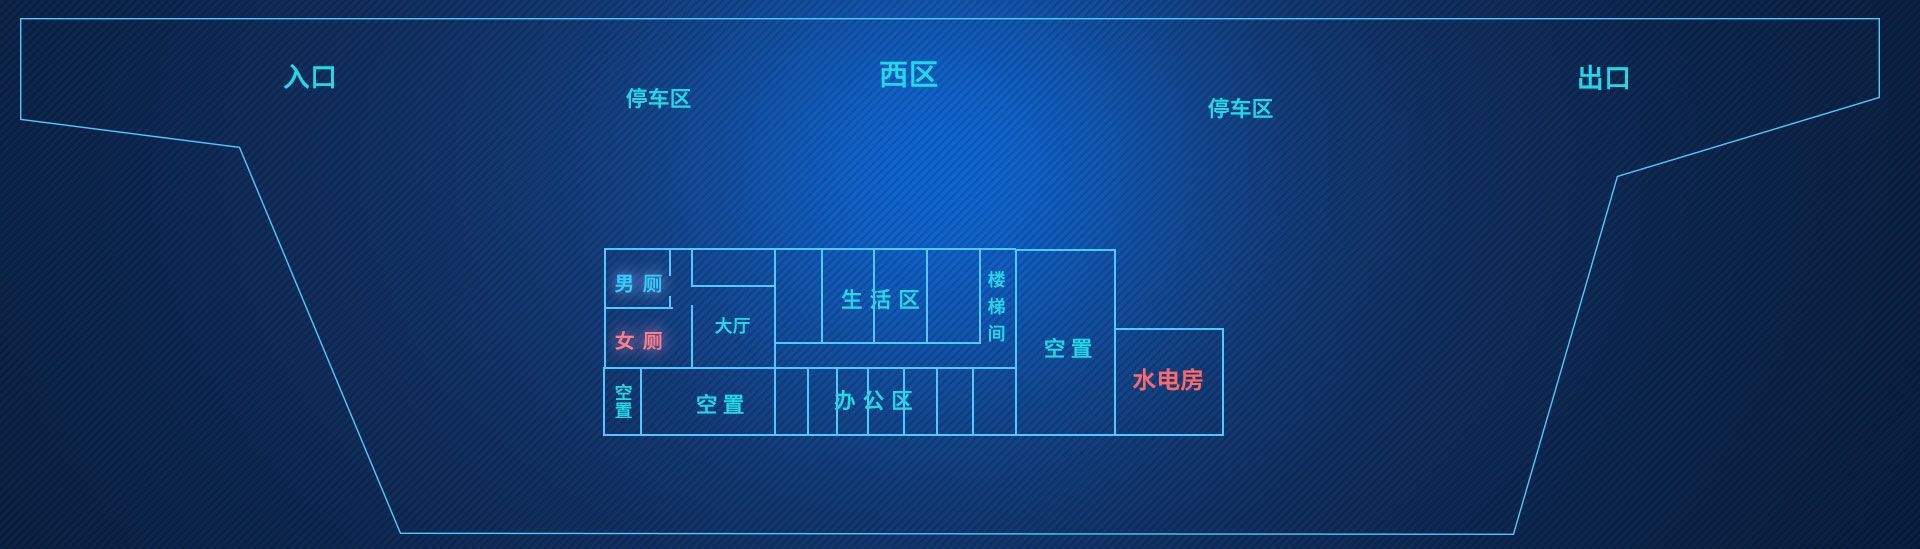 入口
西区
出口
停车区
停车区
男厕
生活区
楼梯间
大厅
女厕
空置
水电房
空置
空置
办公区